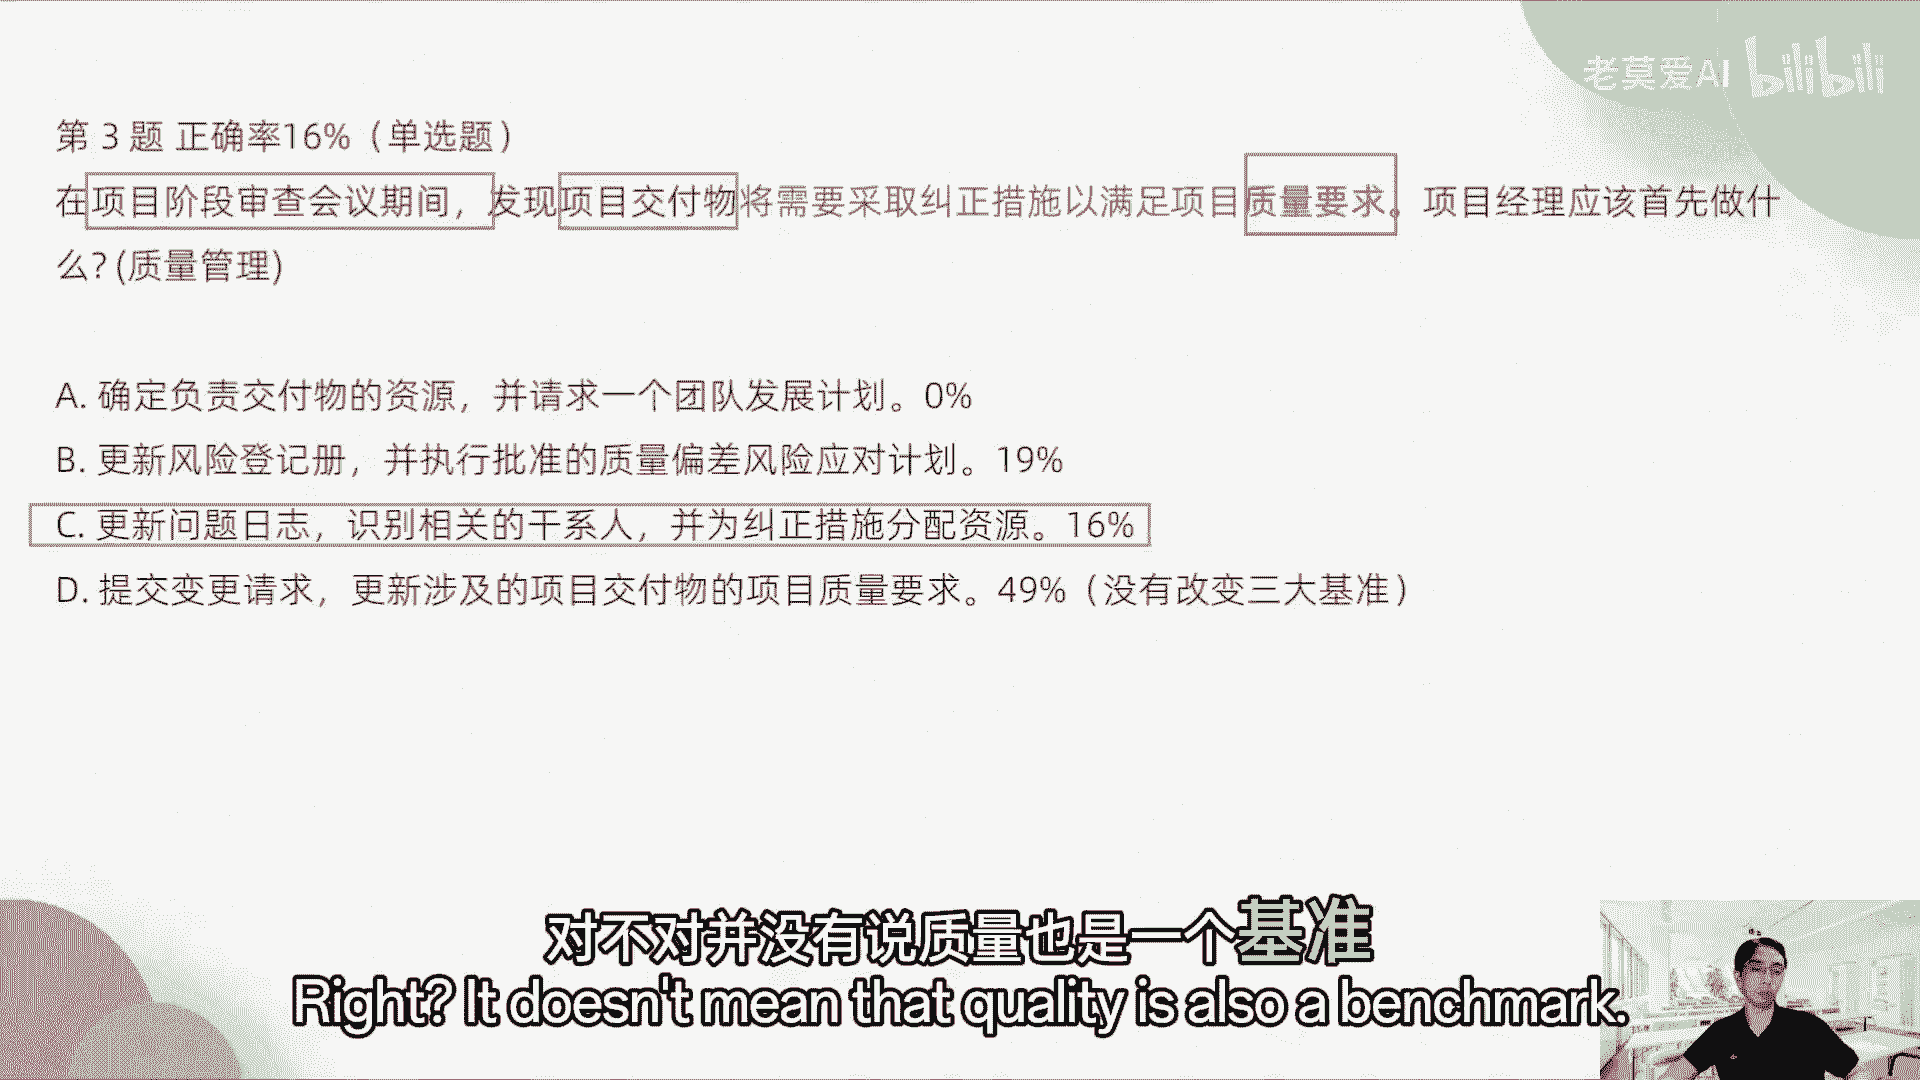 老莫爱AI bilibili
第 3 题 正确率16%（单选题）
在项目阶段审查会议期间，发现项目交付物将需要采取纠正措施以满足项目质量要求。项目经理应该首先做什
么? (质量管理)
A. 确定负责交付物的资源，并请求一个团队发展计划。0%
B. 更新风险登记册，并执行批准的质量偏差风险应对计划。19%
C. 更新问题日志，识别相关的干系人，并为纠正措施分配资源。16%
D. 提交变更请求，更新涉及的项目交付物的项目质量要求。49%（没有改变三大基准）
对不对并没有说质量也是一个基准
Right? It doesn't mean that quality is also a benchmark.